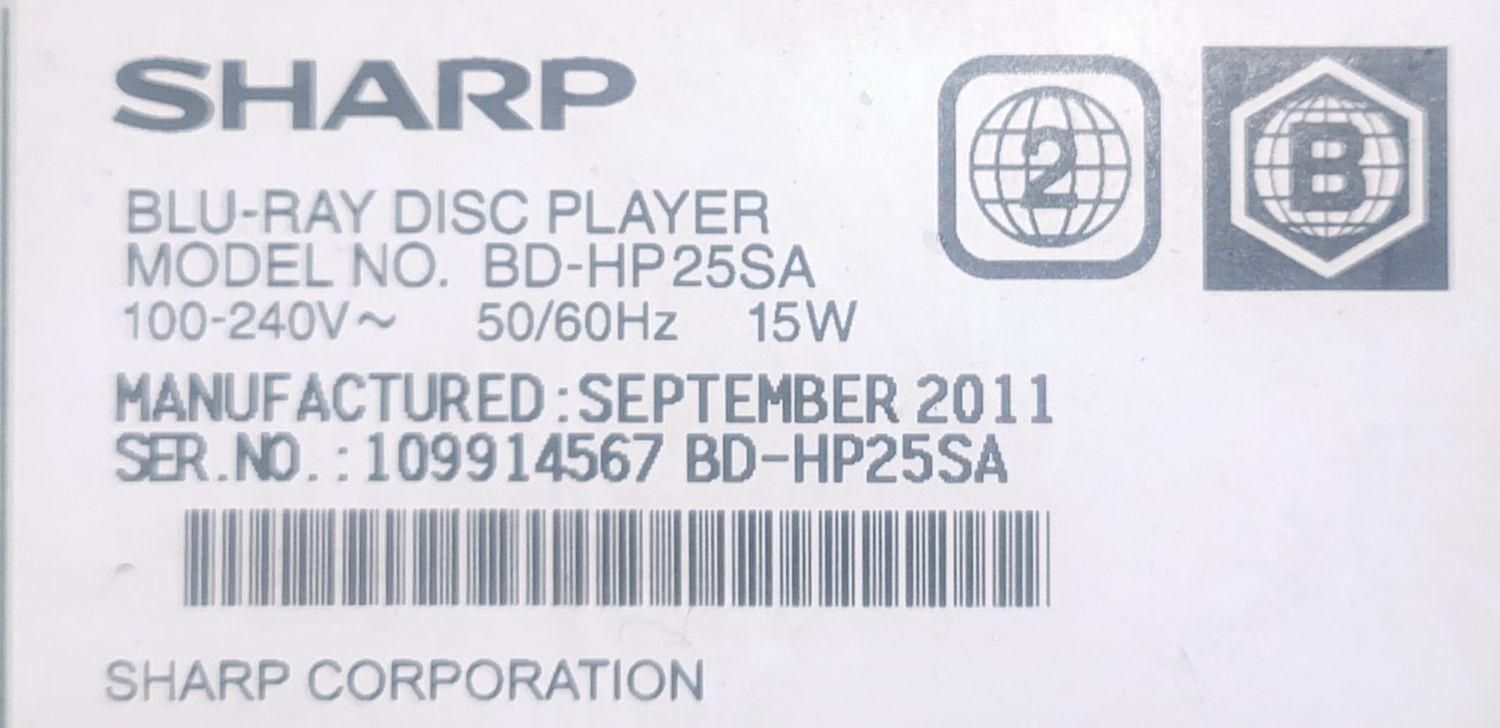 SHARP
2
B
BLU-RAY DISC PLAYER
MODEL NO. BD-HP25SA
100-240V~ 50/60Hz 15W
MANUFACTURED:SEPTEMBER 2011
SER.NO.:109914567 BD-HP25SA
SHARP CORPORATION